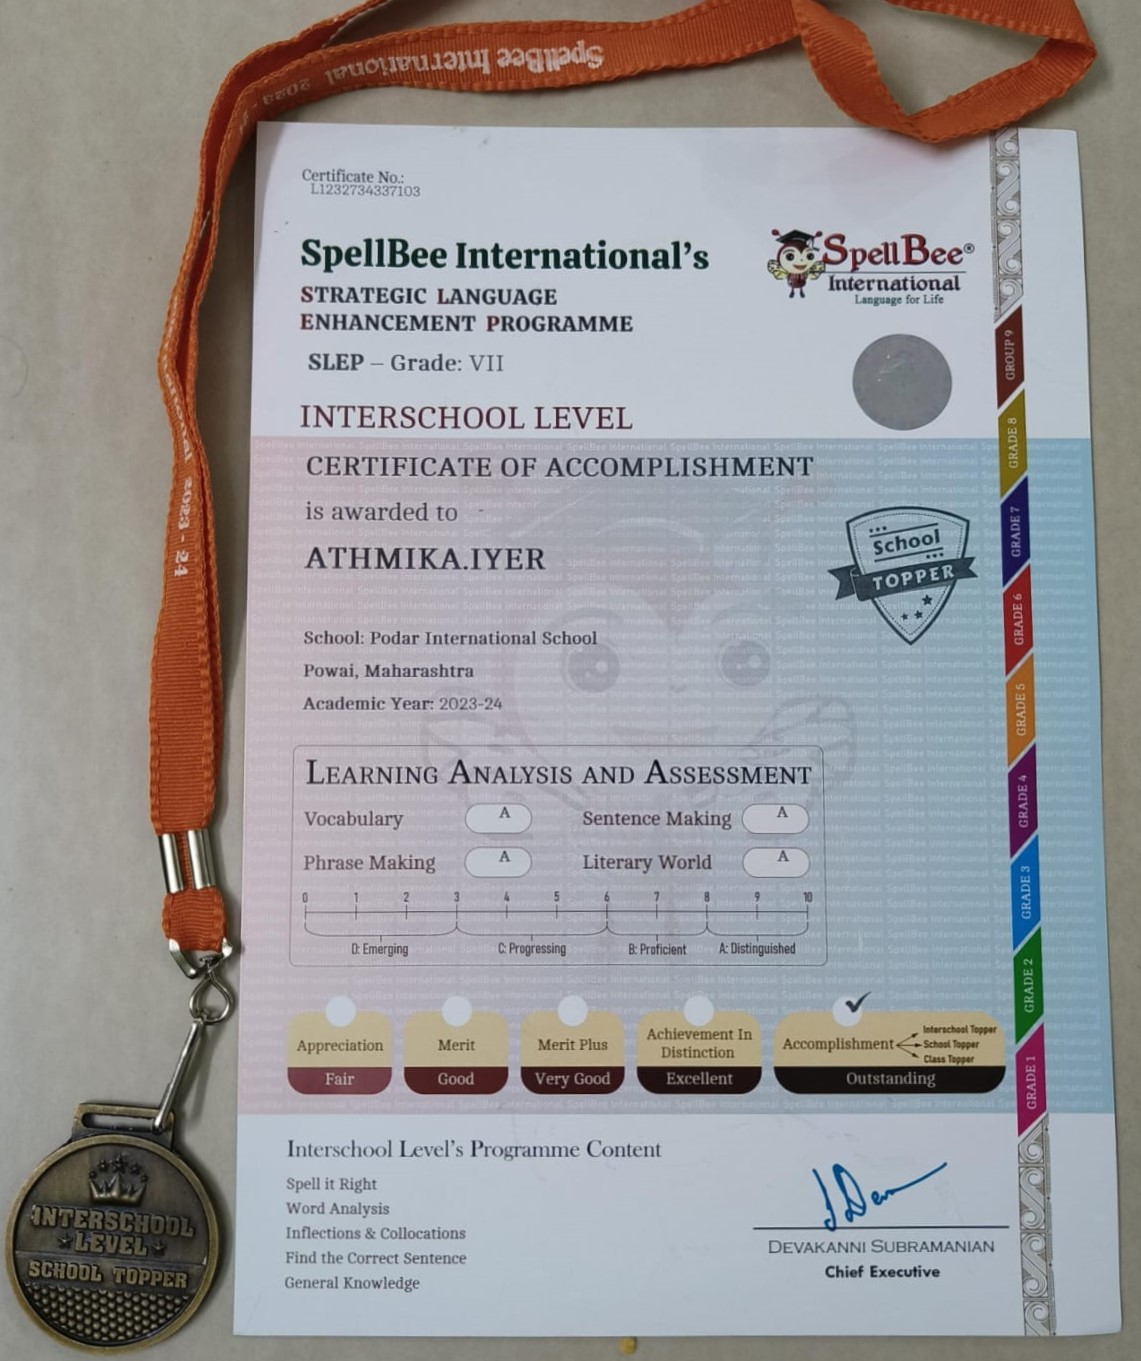 SpellBee International 2023 -
2023 - 24
Certificate No.:
L1232734337103
SpellBee International's
STRATEGIC LANGUAGE
ENHANCEMENT PROGRAMME
SLEP – Grade: VII
SpellBee®
International
Language for Life
INTERSCHOOL LEVEL
CERTIFICATE OF ACCOMPLISHMENT
is awarded to
ATHMIKA.IYER
School
TOPPER
School: Podar International School
Powai, Maharashtra
Academic Year: 2023-24
LEARNING ANALYSIS AND ASSESSMENT
Vocabulary A Sentence Making A
Phrase Making A Literary World A
0 1 2 3 4 5 6 7 8 9 10
D: Emerging C: Progressing B: Proficient A: Distinguished
Appreciation
Fair
Merit
Good
Merit Plus
Very Good
Achievement In
Distinction
Excellent
Accomplishment
Interschool Topper
School Topper
Class Topper
Outstanding
GROUP 9
GRADE 8
GRADE 7
GRADE 6
GRADE 5
GRADE 4
GRADE 3
GRADE 2
GRADE 1
Interschool Level's Programme Content
Spell it Right
Word Analysis
Inflections & Collocations
Find the Correct Sentence
General Knowledge
DEVAKANNI SUBRAMANIAN
Chief Executive
INTERSCHOOL
LEVEL
SCHOOL TOPPER